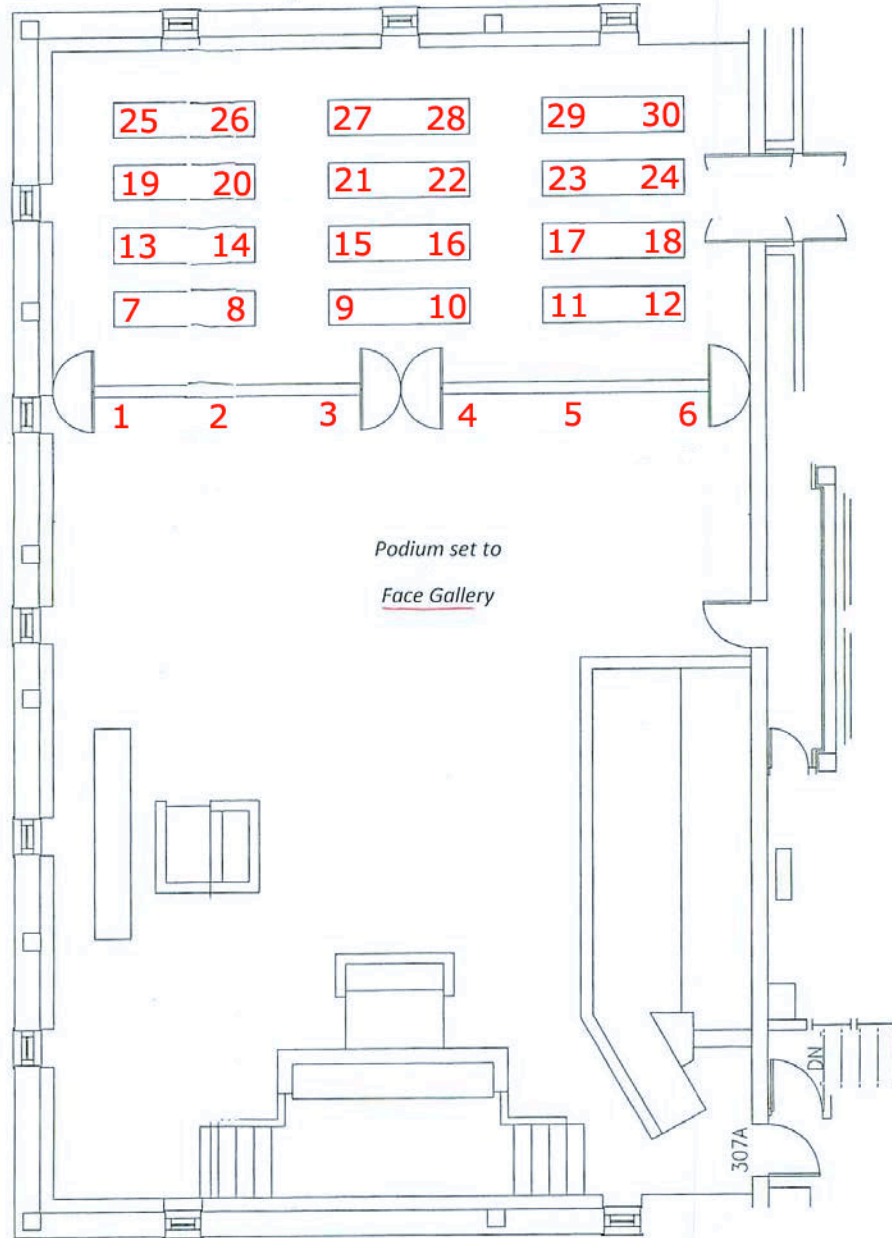 25 26 27 28 29 30
19 20 21 22 23 24
13 14 15 16 17 18
7 8 9 10 11 12
1 2 3 4 5 6
Podium set to
Face Gallery
DN
307A